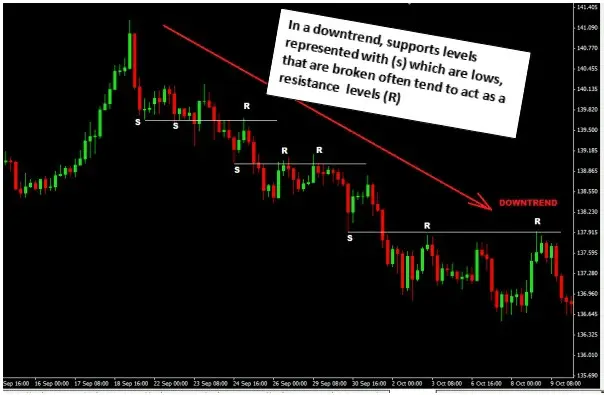 In a downtrend, supports levels
represented with (s) which are lows,
that are broken often tend to act as a
resistance levels (R)
141.405
141.090
140.770
140.455
140.135
139.820
139.500
139.185
138.865
138.550
138.230
137.915
137.595
137.280
136.960
136.645
136.325
136.010
135.690
R
S
S
R
R
S
DOWNTREND
R
R
S
Sep 16:00 16 Sep 00:00 17 Sep 08:00 18 Sep 16:00 22 Sep 00:00 23 Sep 08:00 24 Sep 16:00 26 Sep 00:00 29 Sep 08:00 30 Sep 16:00 2 Oct 00:00 3 Oct 08:00 6 Oct 16:00 8 Oct 00:00 9 Oct 08:00